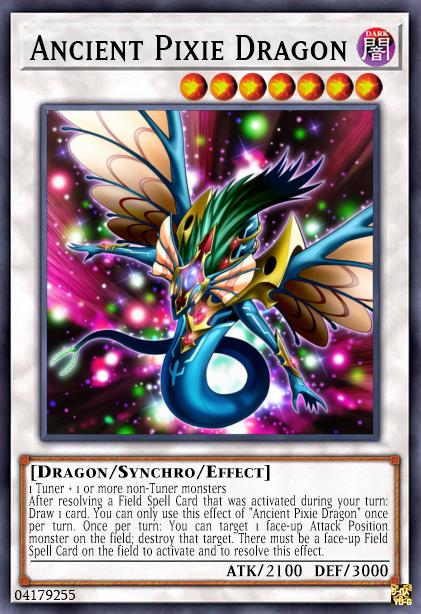 ANCIENT PIXIE DRAGON
DARK
闇
[DRAGON/SYNCHRO/EFFECT]
1 Tuner + 1 or more non-Tuner monsters
After resolving a Field Spell Card that was activated during your turn:
Draw 1 card. You can only use this effect of "Ancient Pixie Dragon" once
per turn. Once per turn: You can target 1 face-up Attack Position
monster on the field; destroy that target. There must be a face-up Field
Spell Card on the field to activate and to resolve this effect.
ATK/2100 DEF/3000
04179255